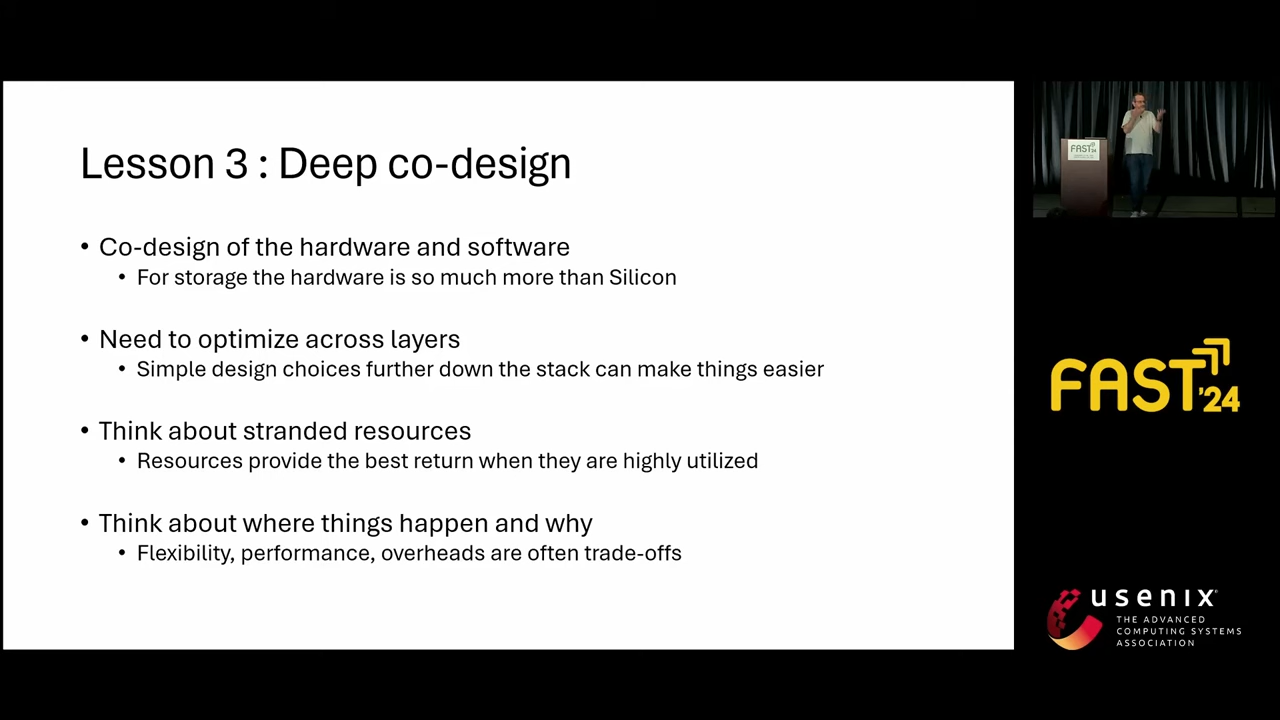 Lesson 3 : Deep co-design
• Co-design of the hardware and software
• For storage the hardware is so much more than Silicon
• Need to optimize across layers
• Simple design choices further down the stack can make things easier
• Think about stranded resources
• Resources provide the best return when they are highly utilized
• Think about where things happen and why
• Flexibility, performance, overheads are often trade-offs
FAST
FAST '24
usenix
THE ADVANCED
COMPUTING SYSTEMS
ASSOCIATION